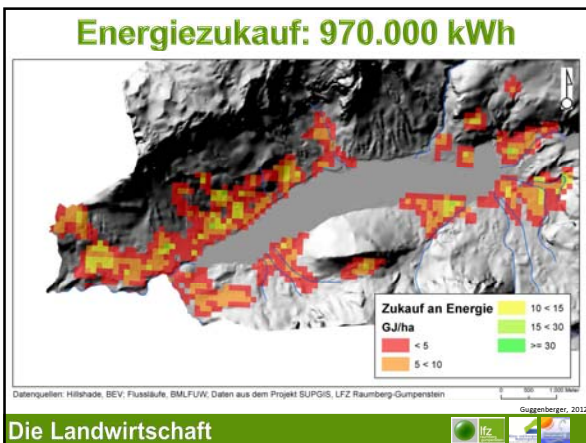 Energiezukauf: 970.000 kWh
Zukauf an Energie
GJ/ha
< 5
5 < 10
10 < 15
15 < 30
>= 30
0 500 1.000 Meter
Datenquellen: Hillshade, BEV; Flussläufe, BMLFUW; Daten aus dem Projekt SUPGIS, LFZ Raumberg-Gumpenstein
Guggenberger, 2012
Die Landwirtschaft
lfz